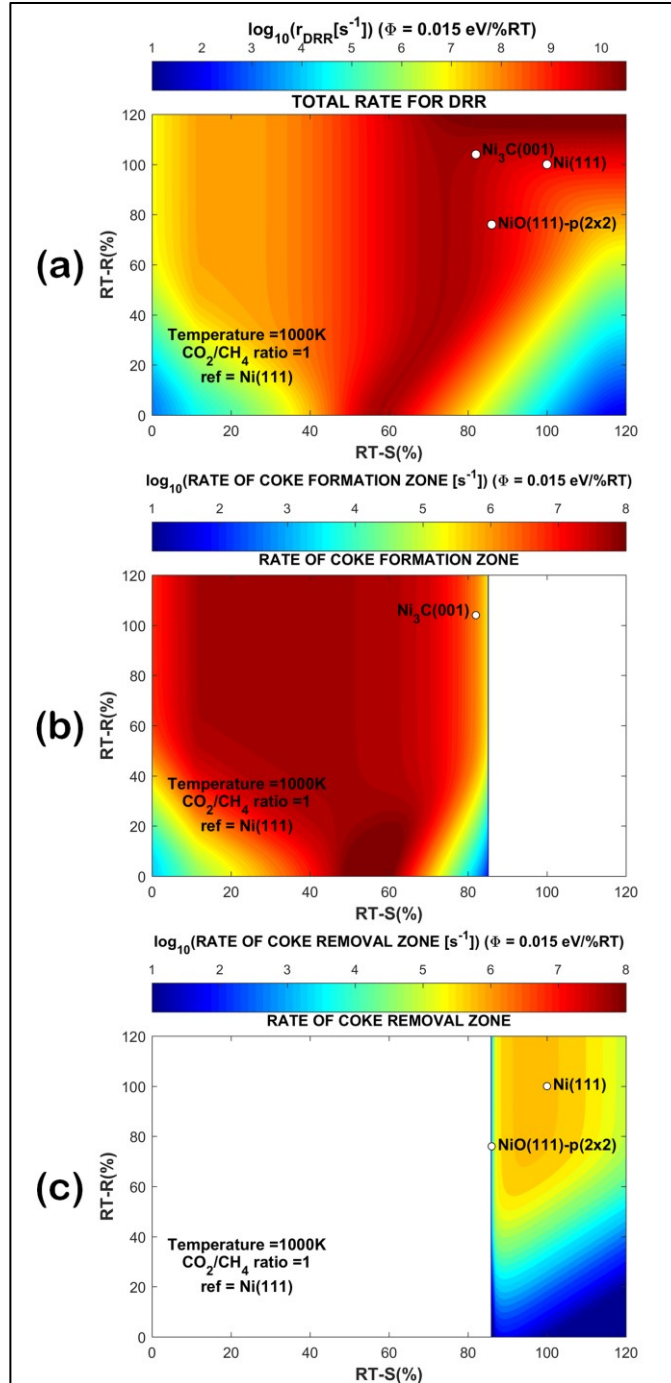 log10(rDRR[s-1]) (Φ = 0.015 eV/%RT)
1 2 3 4 5 6 7 8 9 10
TOTAL RATE FOR DRR
120
100
80
60
40
20
0
RT-R(%)
(a)
Ni3C(001)
Ni(111)
NiO(111)-p(2x2)
Temperature =1000K
CO2/CH4 ratio =1
ref = Ni(111)
0 20 40 60 80 100 120
RT-S(%)
log10(RATE OF COKE FORMATION ZONE [s-1]) (Φ = 0.015 eV/%RT)
1 2 3 4 5 6 7 8
RATE OF COKE FORMATION ZONE
120
100
80
60
40
20
0
RT-R(%)
(b)
Ni3C(001)
Temperature =1000K
CO2/CH4 ratio =1
ref = Ni(111)
0 20 40 60 80 100 120
RT-S(%)
log10(RATE OF COKE REMOVAL ZONE [s-1]) (Φ = 0.015 eV/%RT)
1 2 3 4 5 6 7 8
RATE OF COKE REMOVAL ZONE
120
100
80
60
40
20
0
RT-R(%)
(c)
Ni(111)
NiO(111)-p(2x2)
Temperature =1000K
CO2/CH4 ratio =1
ref = Ni(111)
0 20 40 60 80 100 120
RT-S(%)